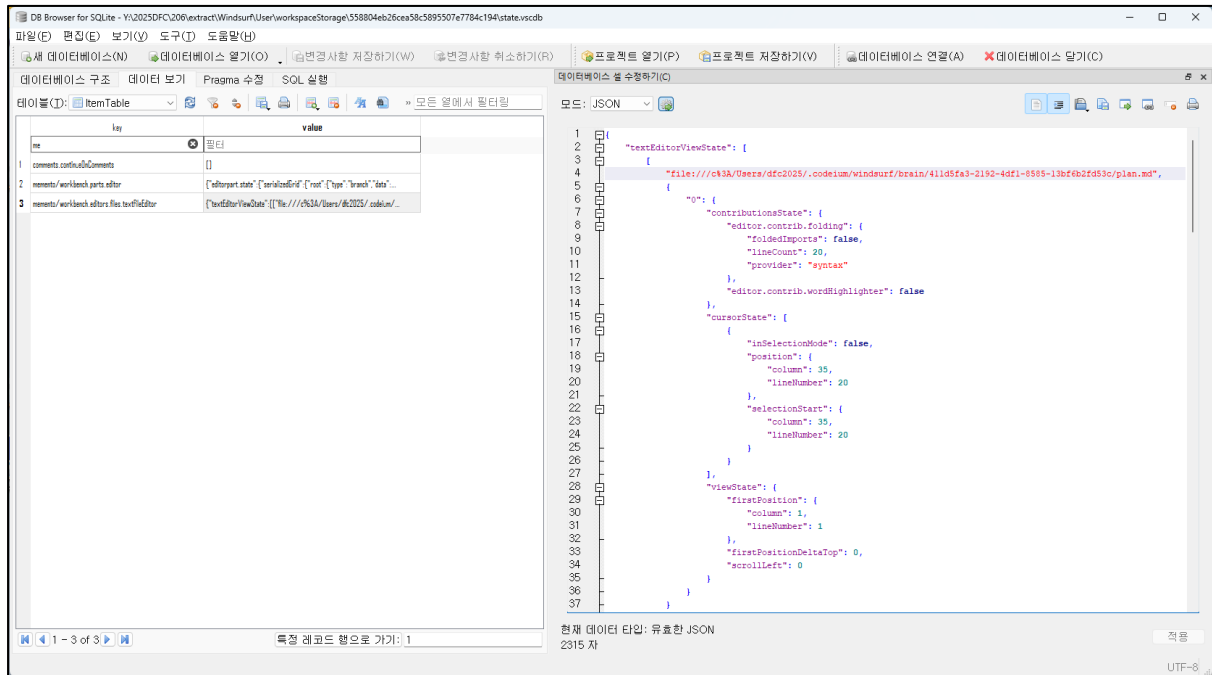 DB Browser for SQLite - Y:\2025DFC\206\extract\Windsurf\User\workspaceStorage\558804eb26cea58c5895507e7784c194\state.vscdb
파일(F) 편집(E) 보기(V) 도구(T) 도움말(H)
새 데이터베이스(N) 데이터베이스 열기(O) 변경사항 저장하기(W) 변경사항 취소하기(R) 프로젝트 열기(P) 프로젝트 저장하기(V) 데이터베이스 연결(A) 데이터베이스 닫기(C)
데이터베이스 구조 데이터 보기 Pragma 수정 SQL 실행
테이블(T): ItemTable » 모든 열에서 필터링
key value
me 필터
1 comments.continueOnComments []
2 memento/workbench.parts.editor {"editorpart.state":{"serializedGrid":{"root":{"type":"branch","data"...
3 memento/workbench.editors.files.textFileEditor {"textEditorViewState":[["file:///c%3A/Users/dfc2025/.codeium/...
1 - 3 of 3 특정 레코드 행으로 가기: 1
데이터베이스 셀 수정하기(C)
모드: JSON
1 {
2 "textEditorViewState": [
3 [
4 "file:///c%3A/Users/dfc2025/.codeium/windsurf/brain/411d5fa3-2192-4df1-8585-13bf6b2fd53c/plan.md",
5 {
6 "0": {
7 "contributionsState": {
8 "editor.contrib.folding": {
9 "foldedImports": false,
10 "lineCount": 20,
11 "provider": "syntax"
12 },
13 "editor.contrib.wordHighlighter": false
14 },
15 "cursorState": [
16 {
17 "inSelectionMode": false,
18 "position": {
19 "column": 35,
20 "lineNumber": 20
21 },
22 "selectionStart": {
23 "column": 35,
24 "lineNumber": 20
25 }
26 }
27 ],
28 "viewState": {
29 "firstPosition": {
30 "column": 1,
31 "lineNumber": 1
32 },
33 "firstPositionDeltaTop": 0,
34 "scrollLeft": 0
35 }
36 }
37 }
현재 데이터 타입: 유효한 JSON
2315 자
적용
UTF-8